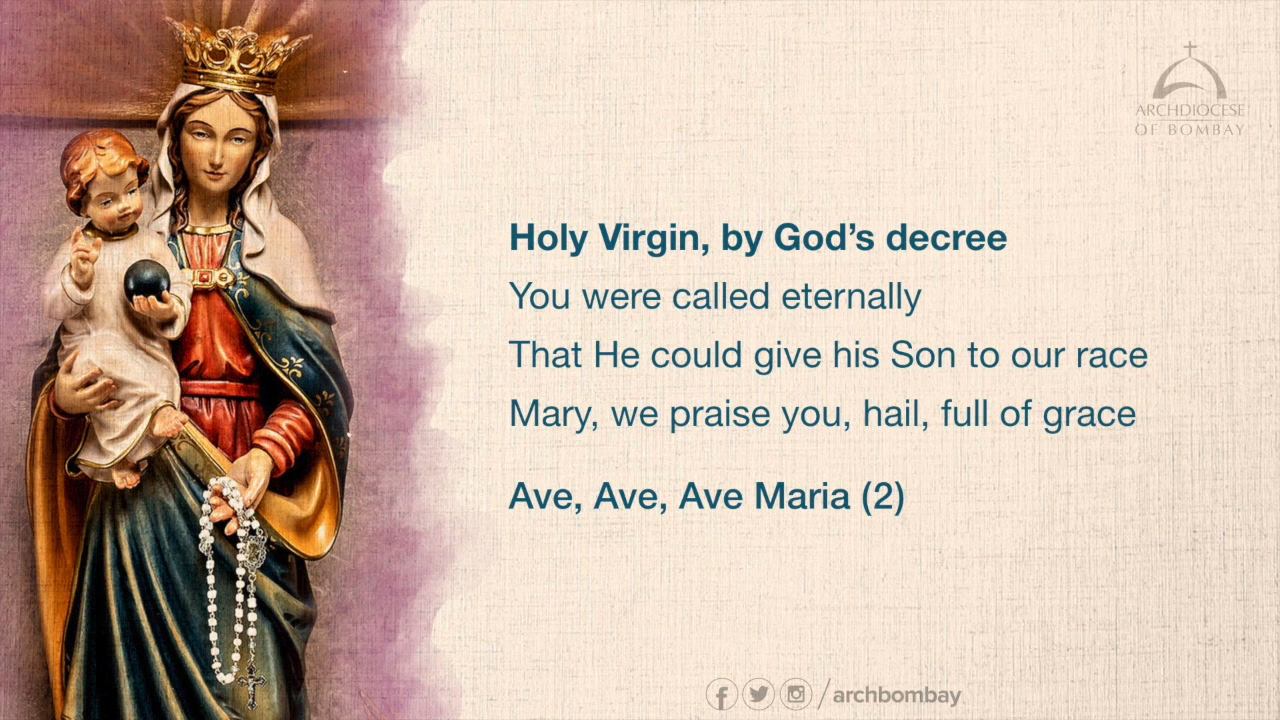 ARCHDIOCESE
OF BOMBAY
Holy Virgin, by God’s decree
You were called eternally
That He could give his Son to our race
Mary, we praise you, hail, full of grace
Ave, Ave, Ave Maria (2)
/archbombay